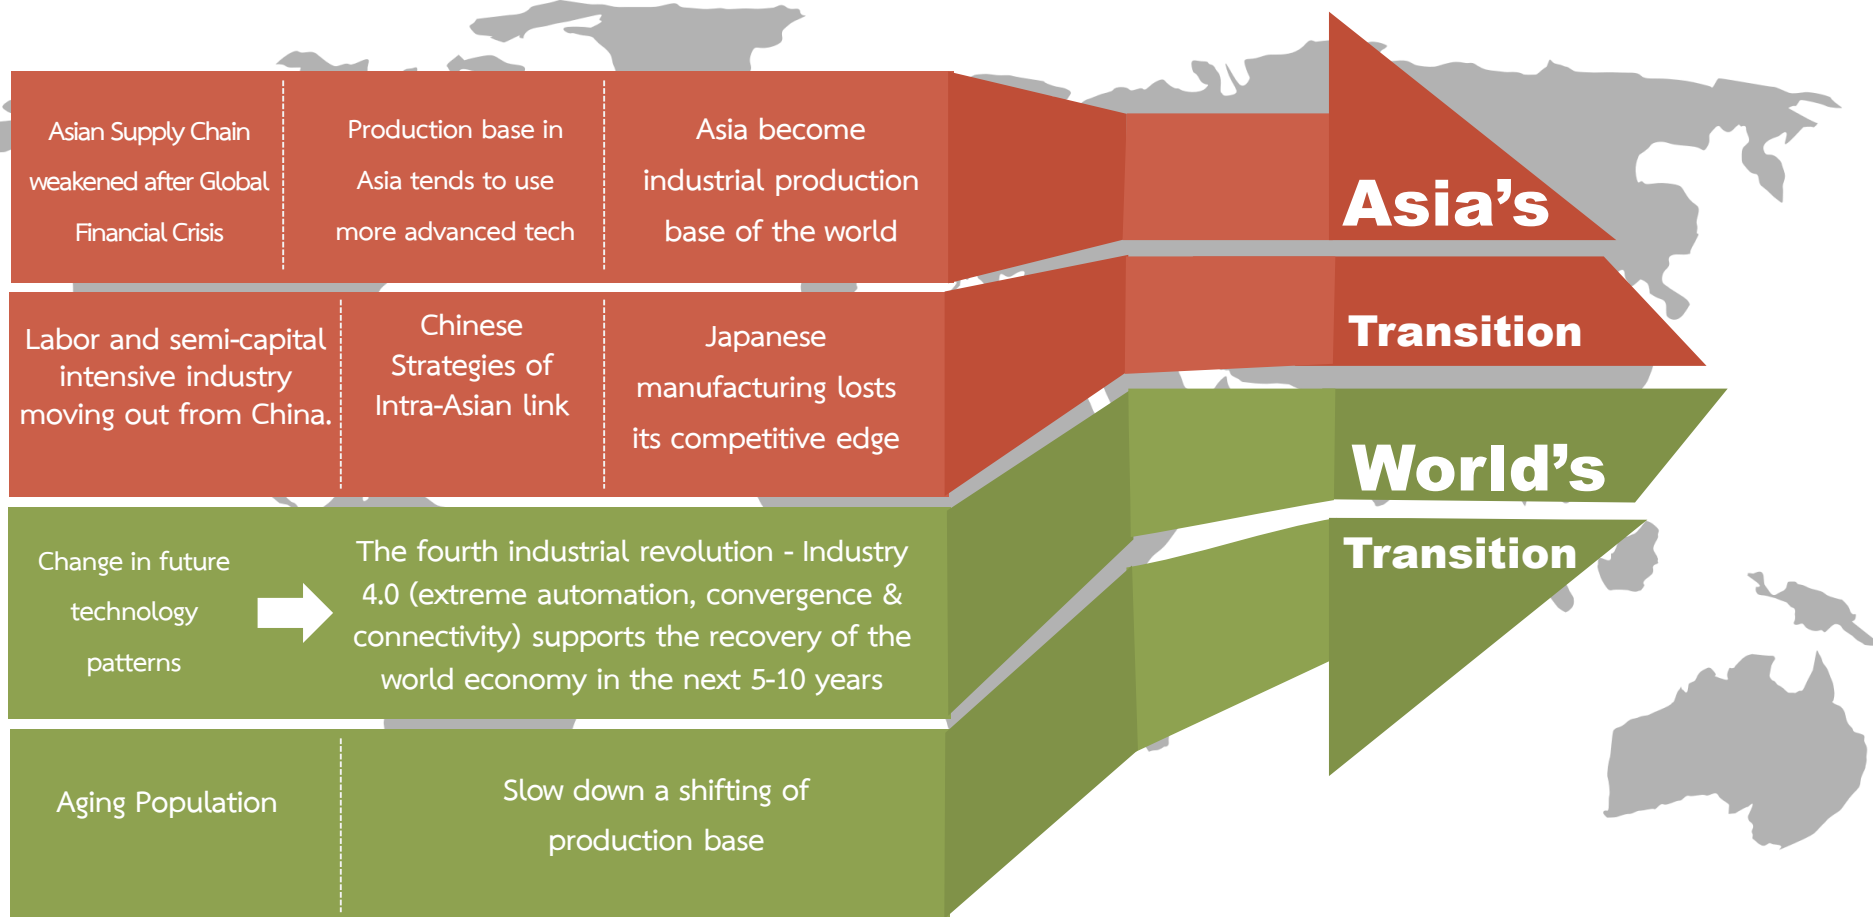 Asian Supply Chain
weakened after Global
Financial Crisis
Production base in
Asia tends to use
more advanced tech
Asia become
industrial production
base of the world
Asia’s
Labor and semi-capital
intensive industry
moving out from China.
Chinese
Strategies of
Intra-Asian link
Japanese
manufacturing losts
its competitive edge
Transition
Change in future
technology
patterns
The fourth industrial revolution - Industry
4.0 (extreme automation, convergence &
connectivity) supports the recovery of the
world economy in the next 5-10 years
World’s
Transition
Aging Population
Slow down a shifting of
production base